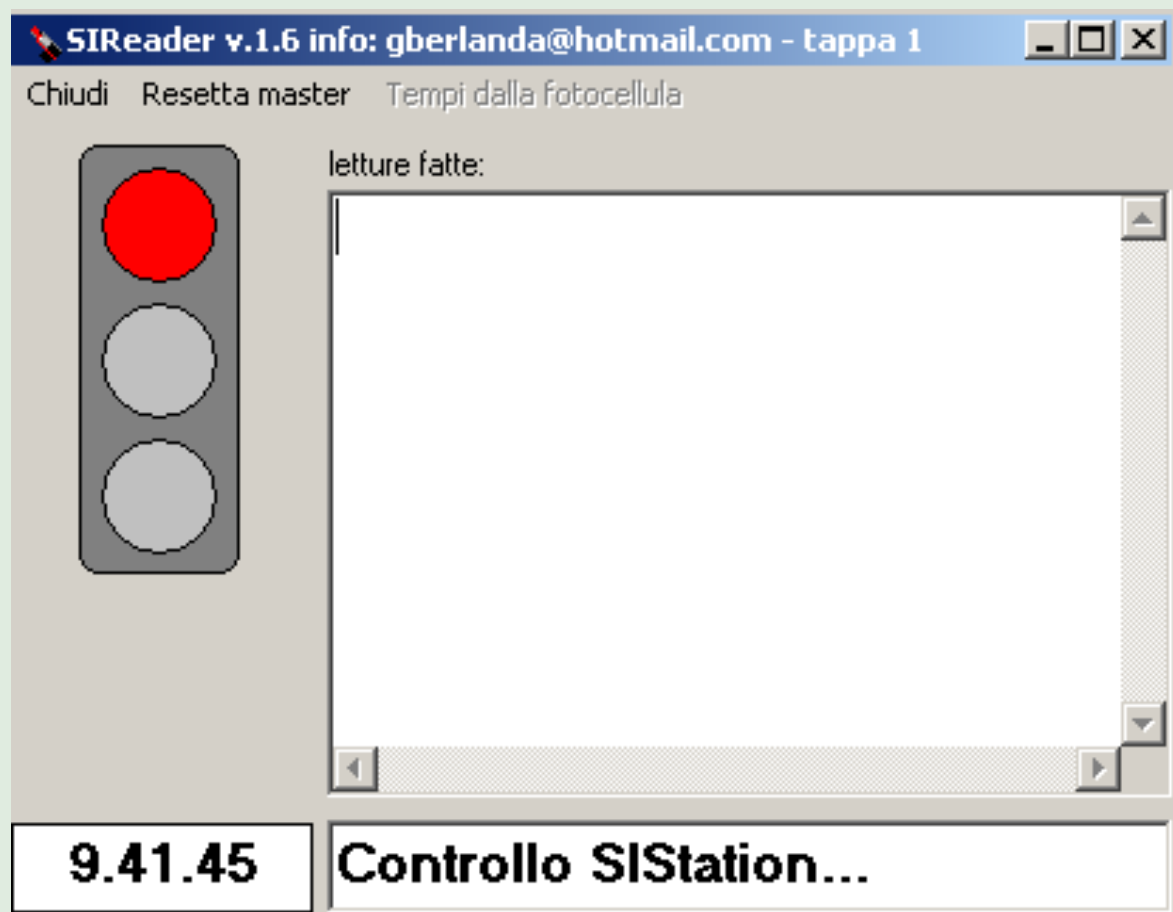 SIReader v.1.6 info: gberlanda@hotmail.com - tappa 1
Chiudi Resetta master Tempi dalla fotocellula
letture fatte:
9.41.45 Controllo SIStation...